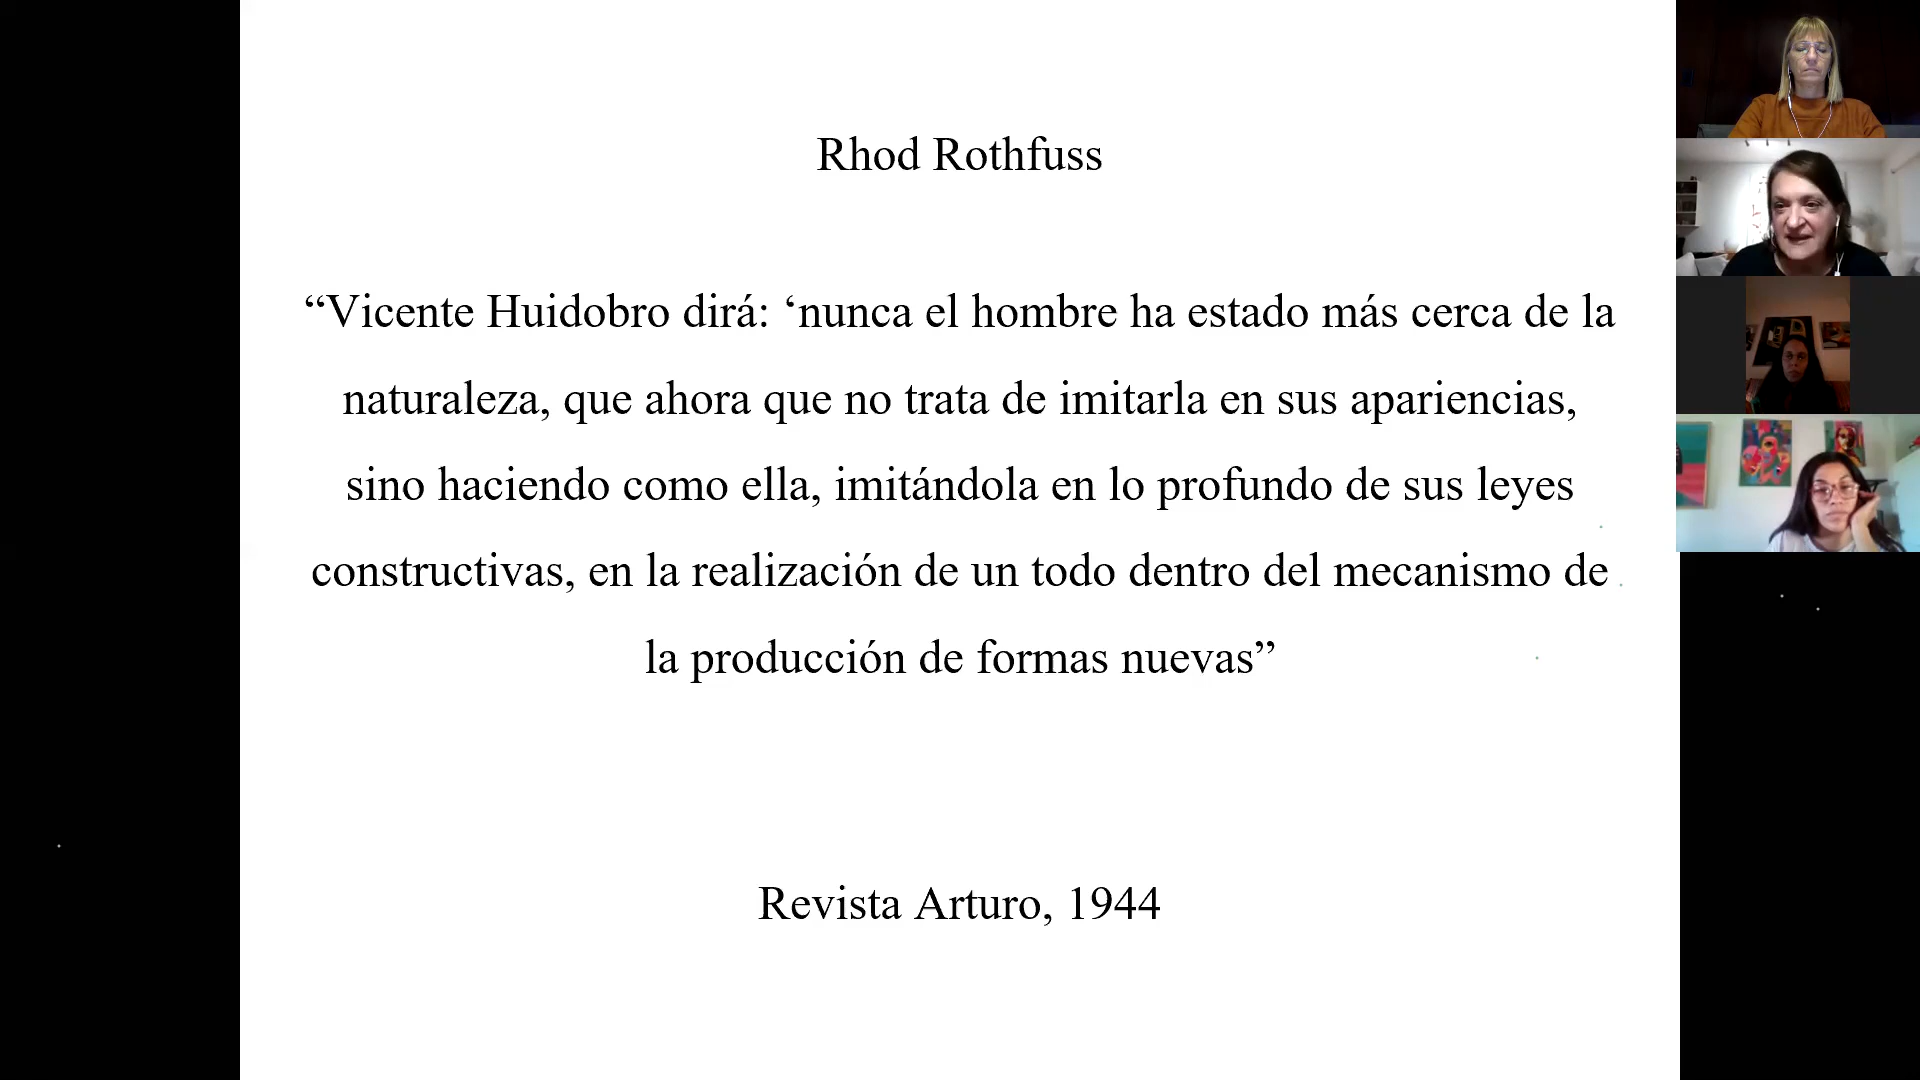 Rhod Rothfuss
“Vicente Huidobro dirá: ‘nunca el hombre ha estado más cerca de la
naturaleza, que ahora que no trata de imitarla en sus apariencias,
sino haciendo como ella, imitándola en lo profundo de sus leyes
constructivas, en la realización de un todo dentro del mecanismo de
la producción de formas nuevas”
Revista Arturo, 1944